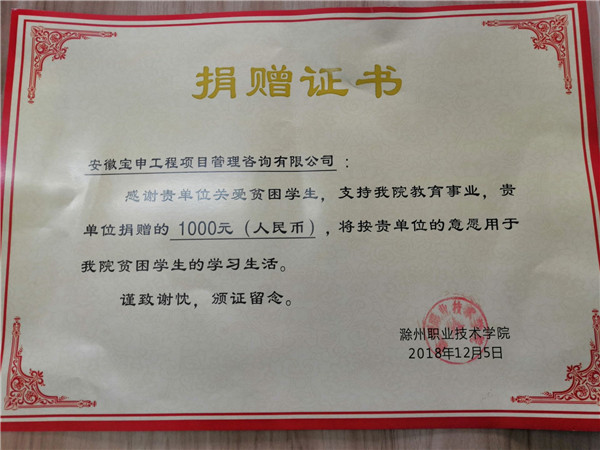 捐赠证书
安徽宝申工程项目管理咨询有限公司：
感谢贵单位关爱贫困学生，支持我院教育事业，贵
单位捐赠的 1000元（人民币），将按贵单位的意愿用于
我院贫困学生的学习生活。
谨致谢忱，颁证留念。
滁州职业技术学院
2018年12月5日